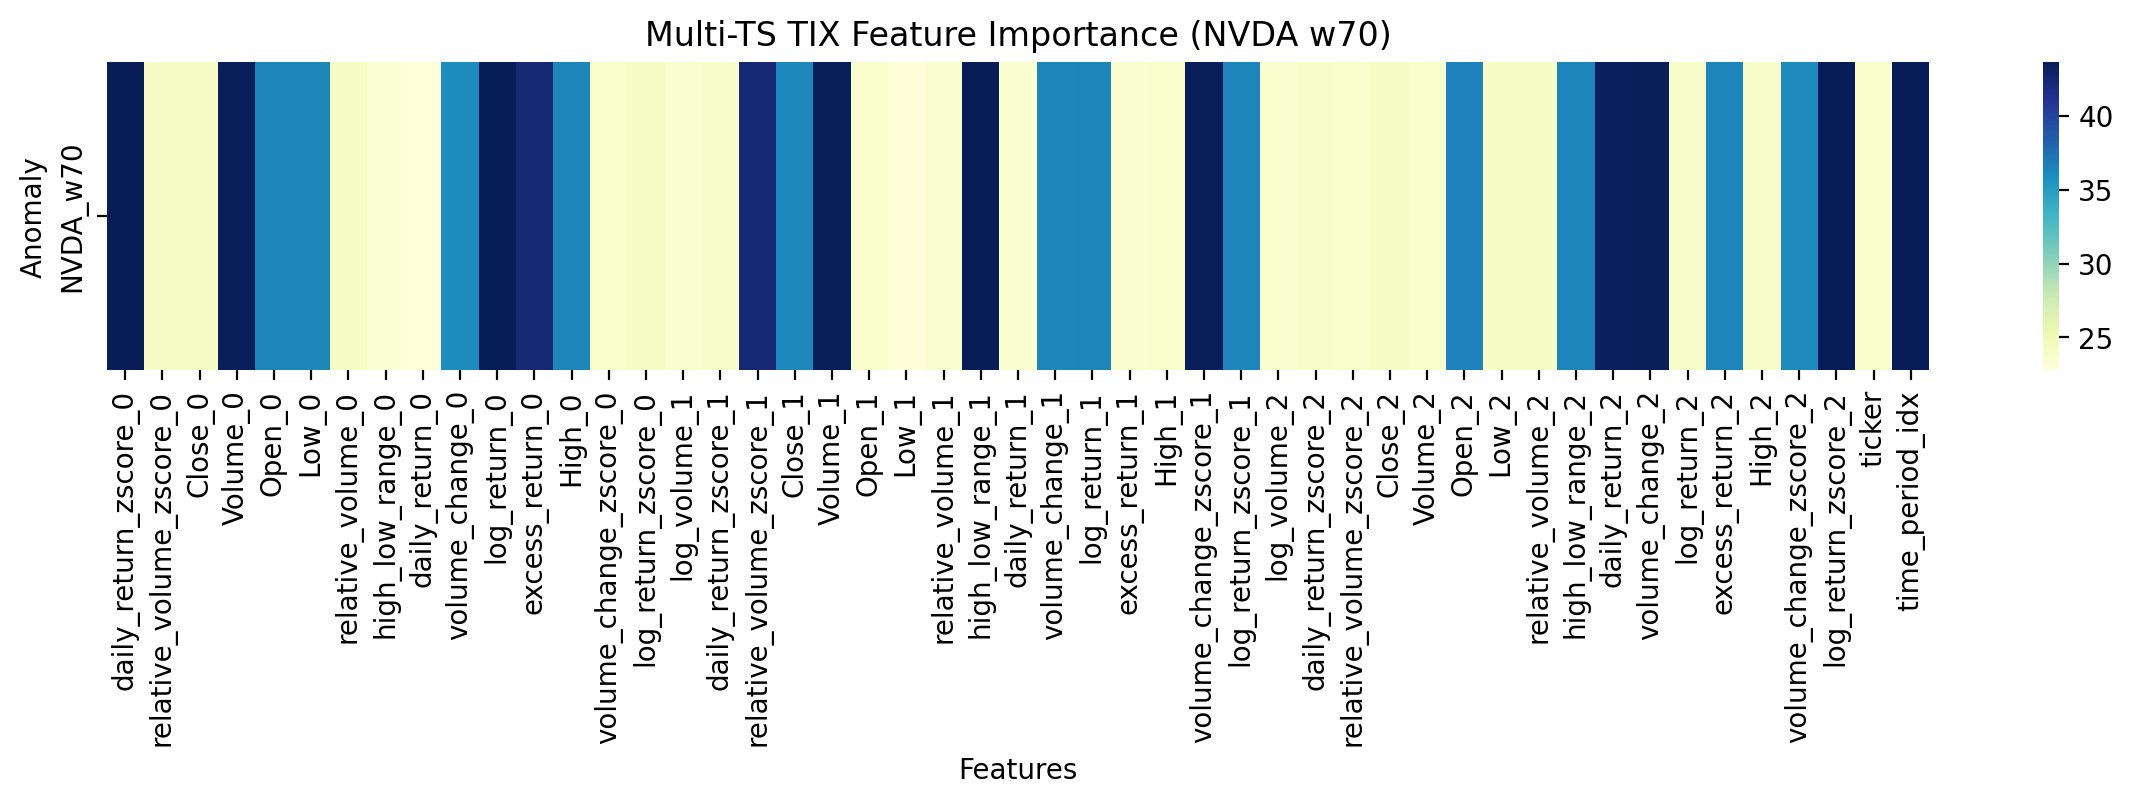 Multi-TS TIX Feature Importance (NVDA w70)
Anomaly
NVDA_w70
40
35
30
25
daily_return_zscore_0
relative_volume_zscore_0
Close_0
Volume_0
Open_0
Low_0
relative_volume_0
high_low_range_0
daily_return_0
volume_change_0
log_return_0
excess_return_0
High_0
volume_change_zscore_0
log_return_zscore_0
log_volume_1
daily_return_zscore_1
relative_volume_zscore_1
Close_1
Volume_1
Open_1
Low_1
relative_volume_1
high_low_range_1
daily_return_1
volume_change_1
log_return_1
excess_return_1
High_1
volume_change_zscore_1
log_return_zscore_1
log_volume_2
daily_return_zscore_2
relative_volume_zscore_2
Close_2
Volume_2
Open_2
Low_2
relative_volume_2
high_low_range_2
daily_return_2
volume_change_2
log_return_2
excess_return_2
High_2
volume_change_zscore_2
log_return_zscore_2
ticker
time_period_idx
Features